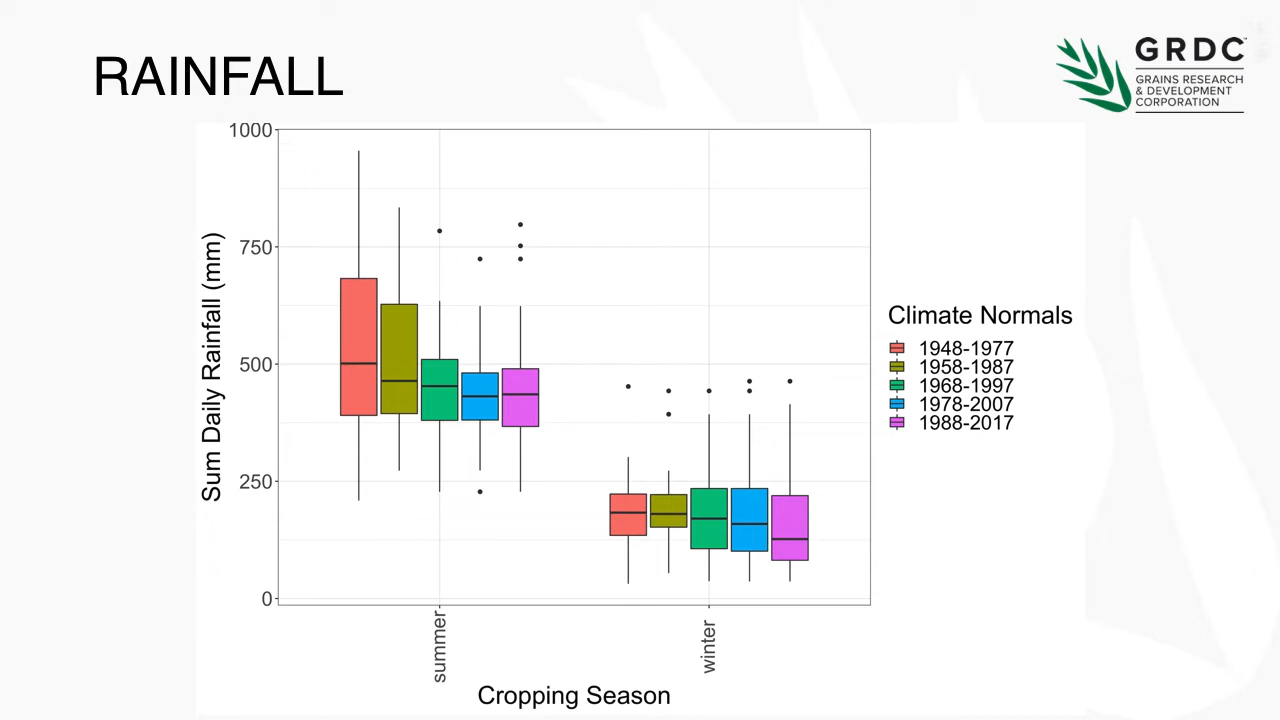 RAINFALL
GRDC™
GRAINS RESEARCH
& DEVELOPMENT
CORPORATION
1000
750
500
250
0
Sum Daily Rainfall (mm)
summer
winter
Cropping Season
Climate Normals
1948-1977
1958-1987
1968-1997
1978-2007
1988-2017